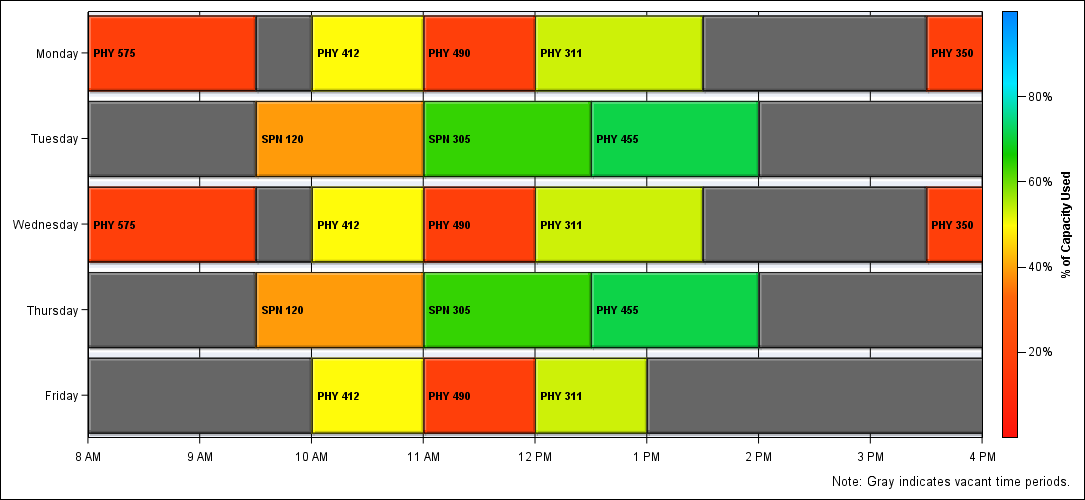 Monday PHY 575 PHY 412 PHY 490 PHY 311 PHY 350
Tuesday SPN 120 SPN 305 PHY 455
Wednesday PHY 575 PHY 412 PHY 490 PHY 311 PHY 350
Thursday SPN 120 SPN 305 PHY 455
Friday PHY 412 PHY 490 PHY 311
8 AM 9 AM 10 AM 11 AM 12 PM 1 PM 2 PM 3 PM 4 PM
80%
60%
40%
20%
% of Capacity Used
Note: Gray indicates vacant time periods.